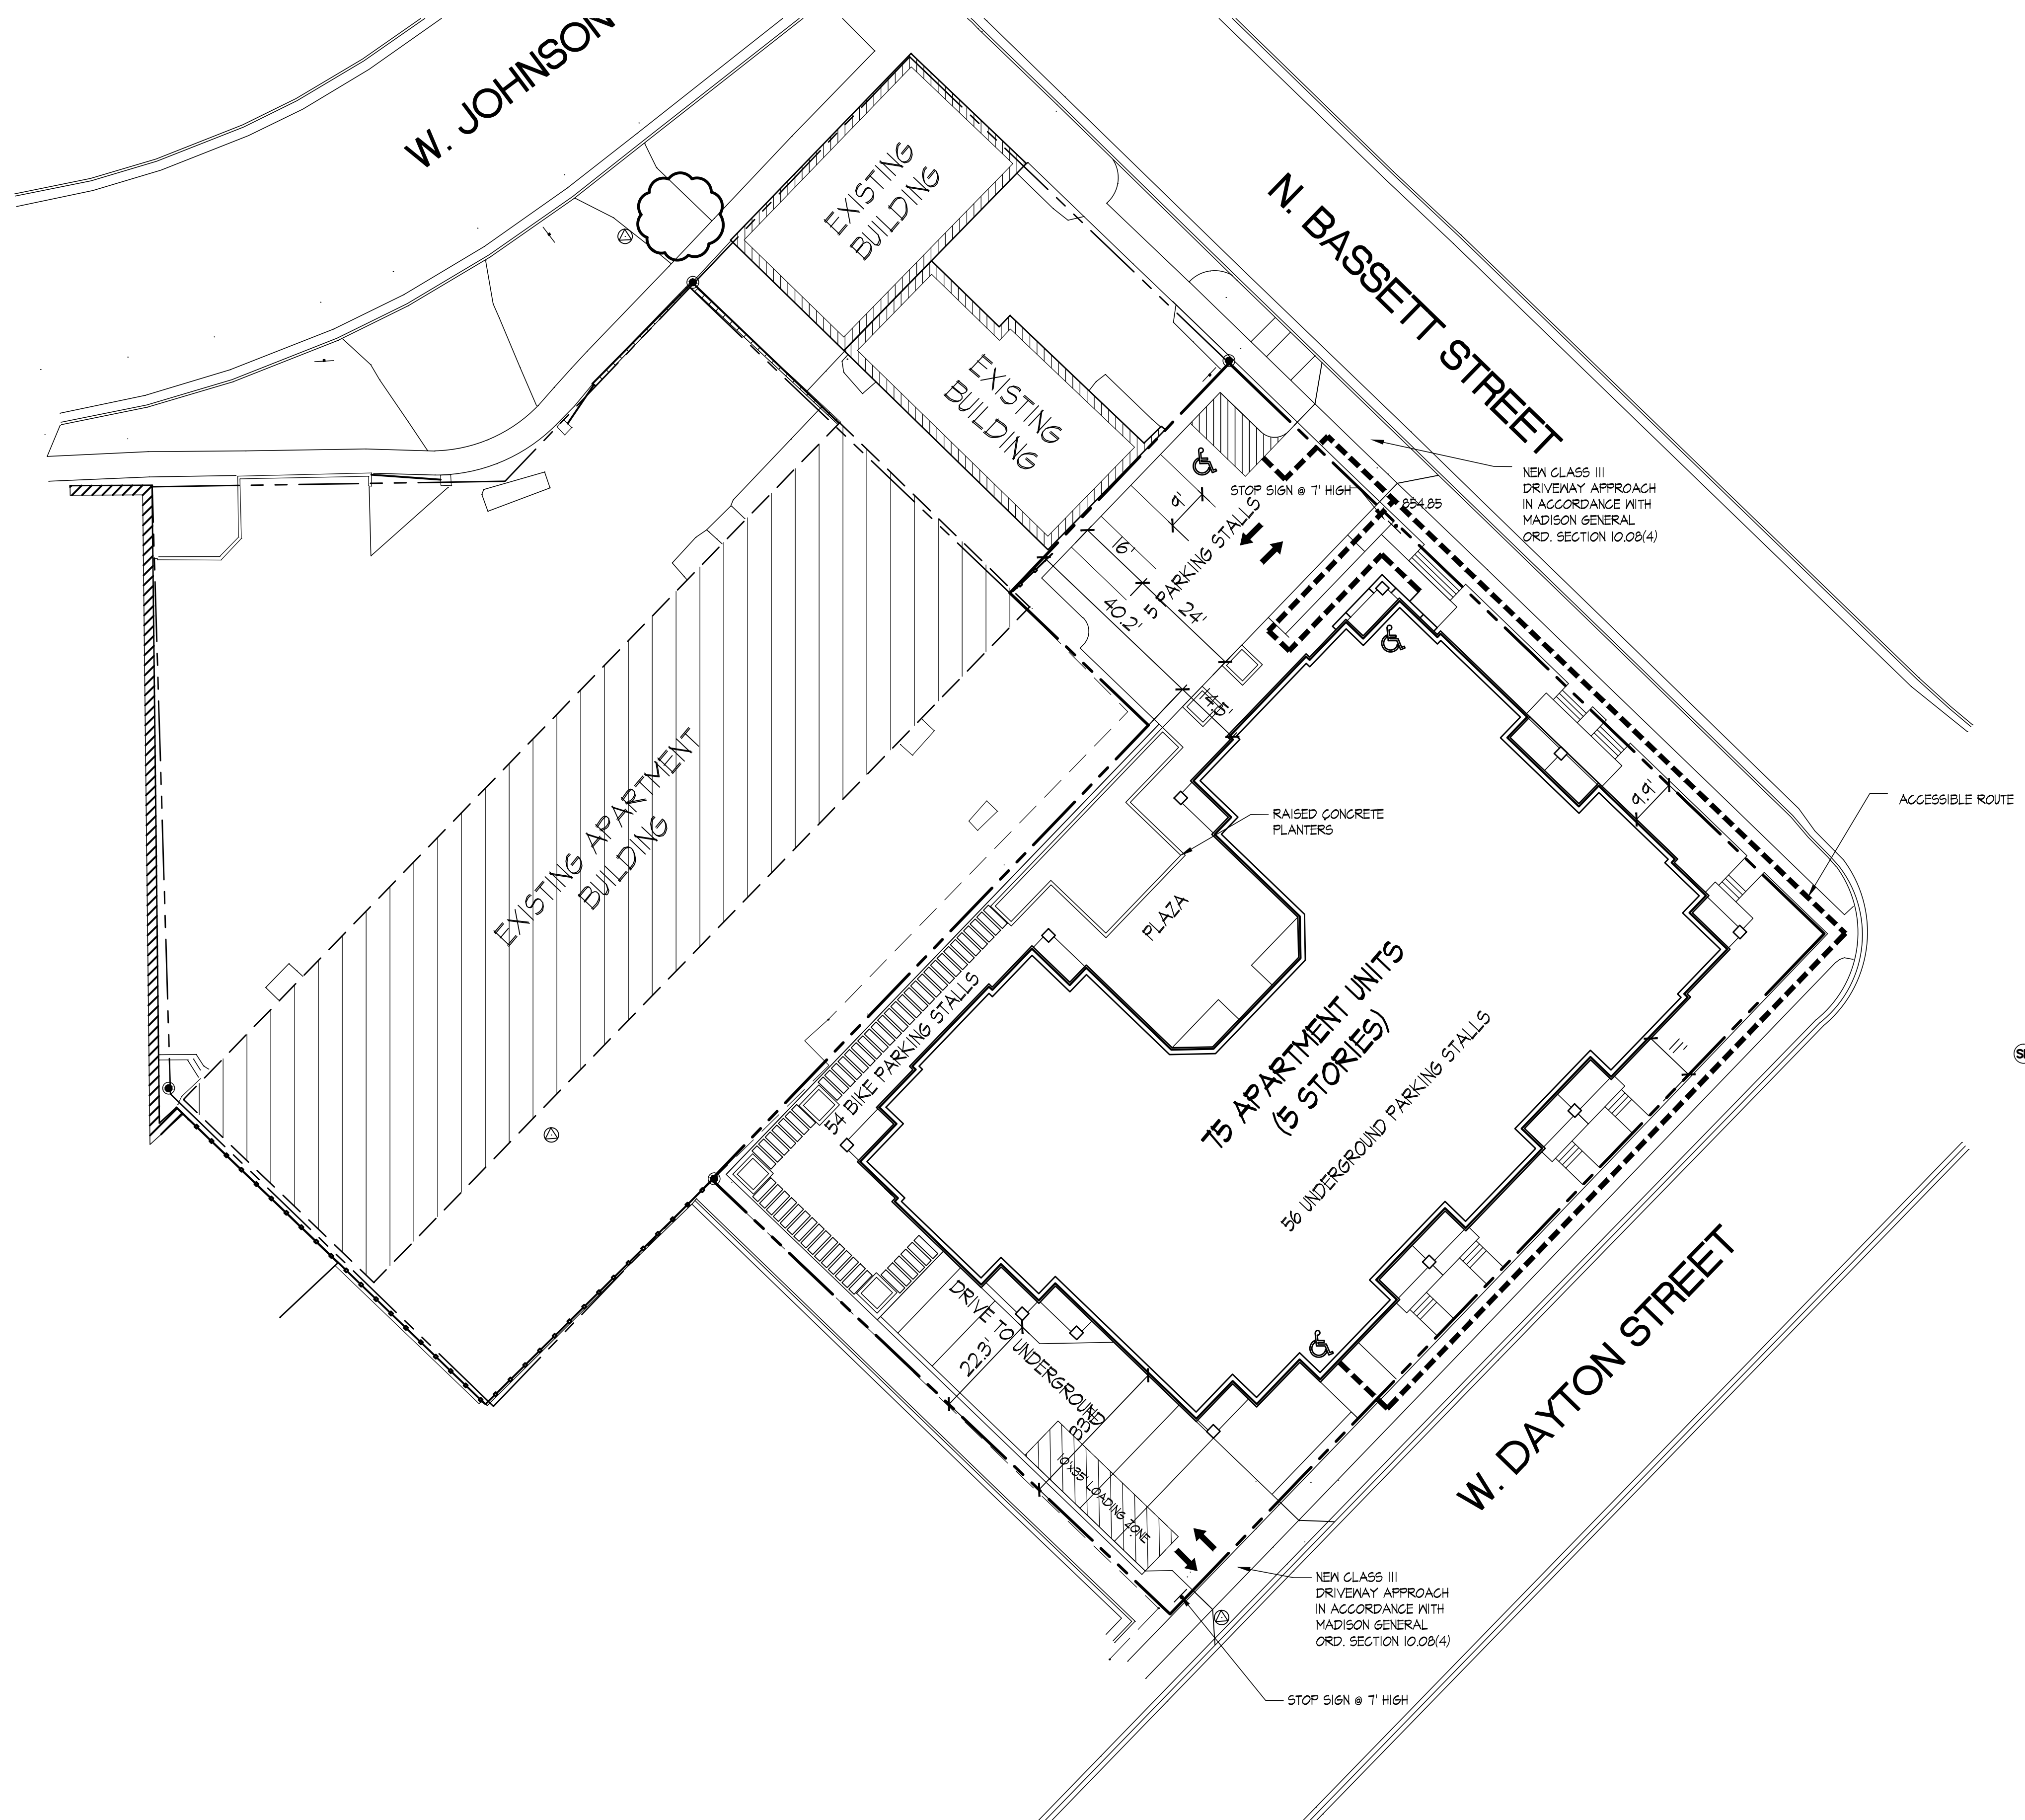 W. JOHNSON
N. BASSETT STREET
EXISTING
BUILDING
EXISTING
BUILDING
NEW CLASS III
DRIVEWAY APPROACH
IN ACCORDANCE WITH
MADISON GENERAL
ORD. SECTION 10.08(4)
STOP SIGN @ 7' HIGH
854.85
9'
16'
5 PARKING STALLS
24'
40.2'
4.5'
EXISTING APARTMENT
BUILDING
RAISED CONCRETE
PLANTERS
9.9'
ACCESSIBLE ROUTE
PLAZA
75 APARTMENT UNITS
(5 STORIES)
56 UNDERGROUND PARKING STALLS
54 BIKE PARKING STALLS
DRIVE TO UNDERGROUND
22.3'
10'x35' LOADING ZONE
W. DAYTON STREET
NEW CLASS III
DRIVEWAY APPROACH
IN ACCORDANCE WITH
MADISON GENERAL
ORD. SECTION 10.08(4)
STOP SIGN @ 7' HIGH